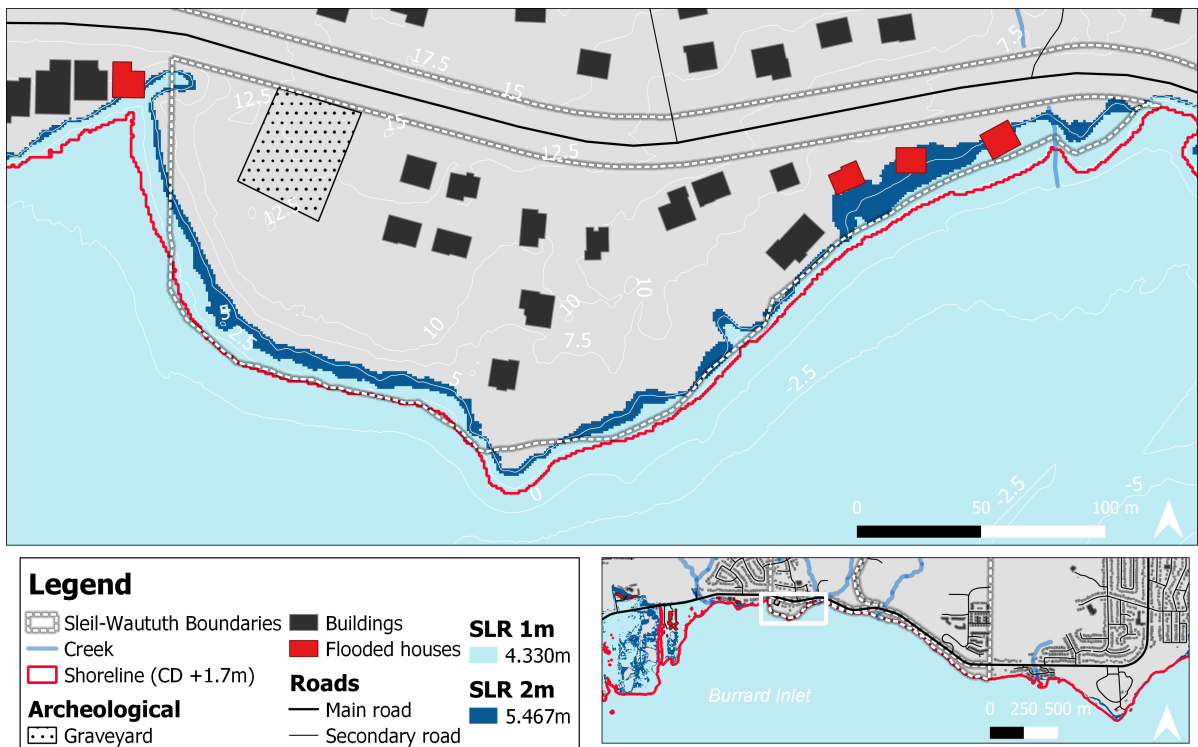 7.5
17.5
15
12.5
15
12.5
12.5
10
5
2.5
10
10
7.5
5
-2.5
0
-2.5
-5
0 50 100 m
Legend
Sleil-Waututh Boundaries
Creek
Shoreline (CD +1.7m)
Archeological
Graveyard
Buildings
Flooded houses
Roads
Main road
Secondary road
SLR 1m
4.330m
SLR 2m
5.467m
Burrard Inlet
0 250 500 m